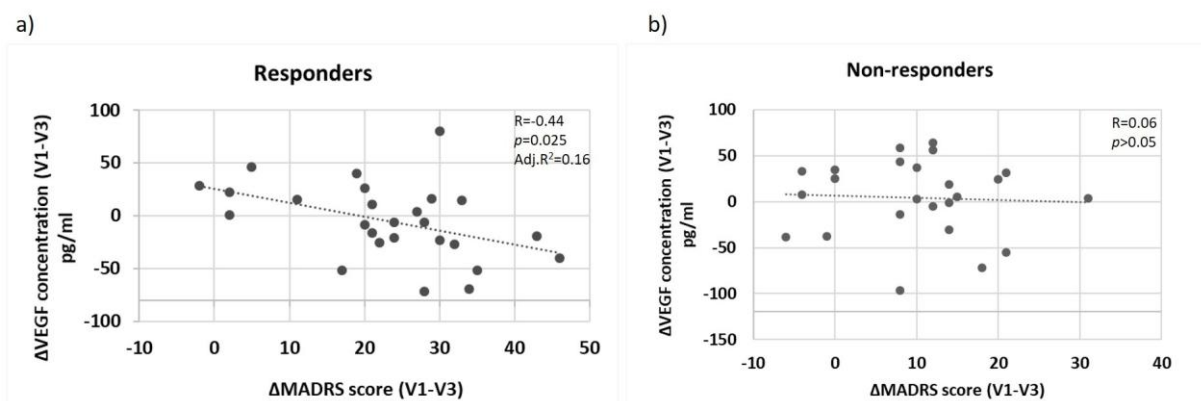 a)
Responders
R=-0.44
p=0.025
Adj.R²=0.16
ΔVEGF concentration (V1-V3)
pg/ml
100
50
0
-50
-100
-10 0 10 20 30 40 50
ΔMADRS score (V1-V3)
b)
Non-responders
R=0.06
p>0.05
ΔVEGF concentration (V1-V3)
pg/ml
100
50
0
-50
-100
-150
-10 0 10 20 30 40
ΔMADRS score (V1-V3)